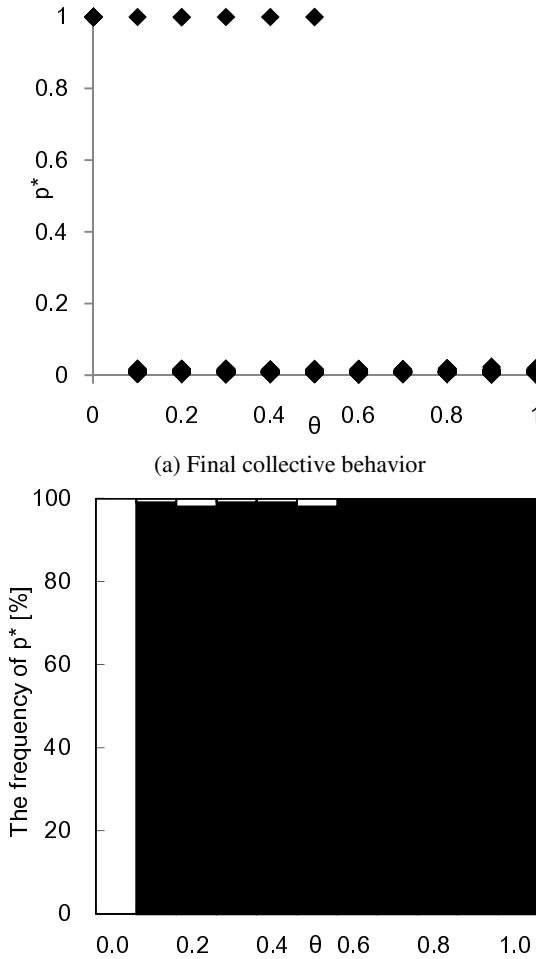 1
0.8
0.6
p*
0.4
0.2
0
0 0.2 0.4 0.6 0.8 1
θ
(a) Final collective behavior
100
80
60
The frequency of p* [%]
40
20
0
0.0 0.2 0.4 θ 0.6 0.8 1.0